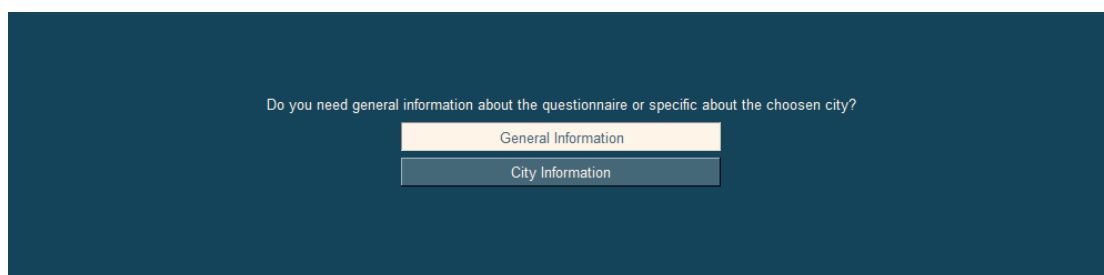 Do you need general information about the questionnaire or specific about the choosen city?
General Information
City Information